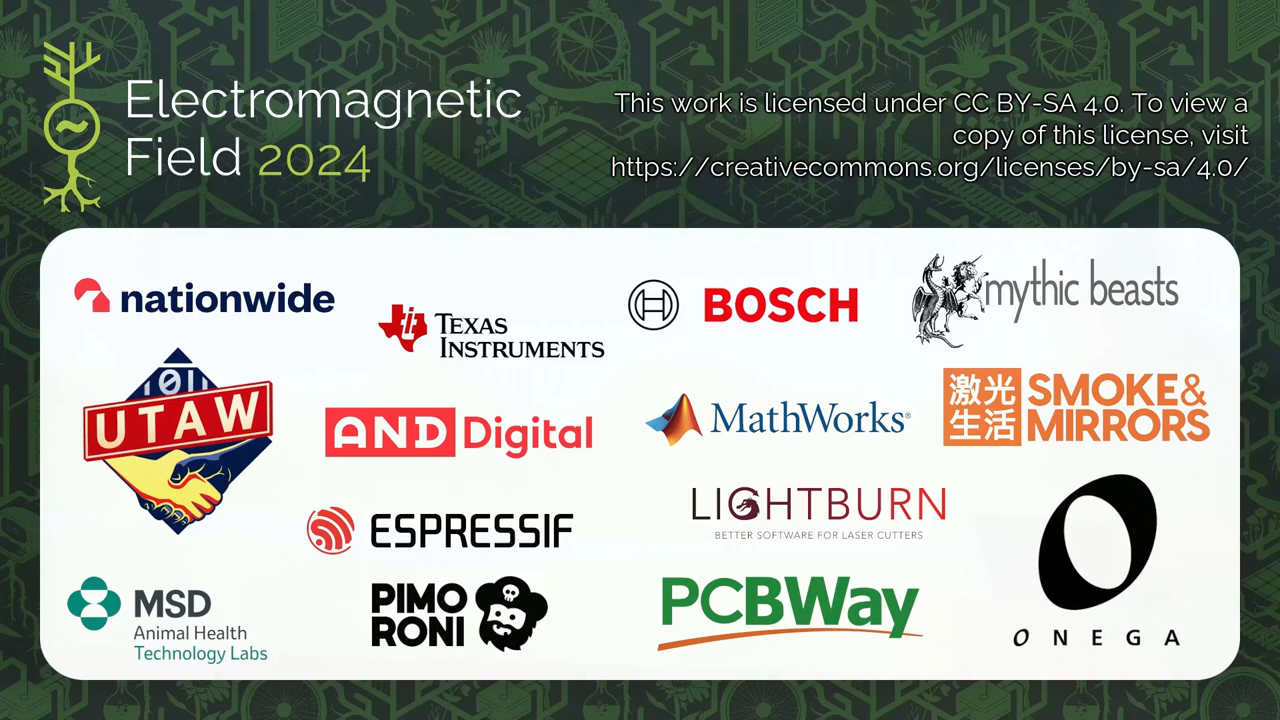 Electromagnetic
Field 2024
This work is licensed under CC BY-SA 4.0. To view a
copy of this license, visit
https://creativecommons.org/licenses/by-sa/4.0/
nationwide
TEXAS
INSTRUMENTS
BOSCH
mythic beasts
101
UTAW
AND Digital
MathWorks®
激光
生活
SMOKE&
MIRRORS
ESPRESSIF
LIGHTBURN
BETTER SOFTWARE FOR LASER CUTTERS
MSD
Animal Health
Technology Labs
PIMO
RONI
PCBWay
ONEGA